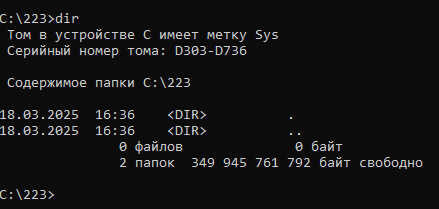 C:\223>dir
Том в устройстве C имеет метку Sys
Серийный номер тома: D303-D736
Содержимое папки C:\223
18.03.2025  16:36    <DIR>          .
18.03.2025  16:36    <DIR>          ..
0 файлов              0 байт
2 папок  349 945 761 792 байт свободно
C:\223>